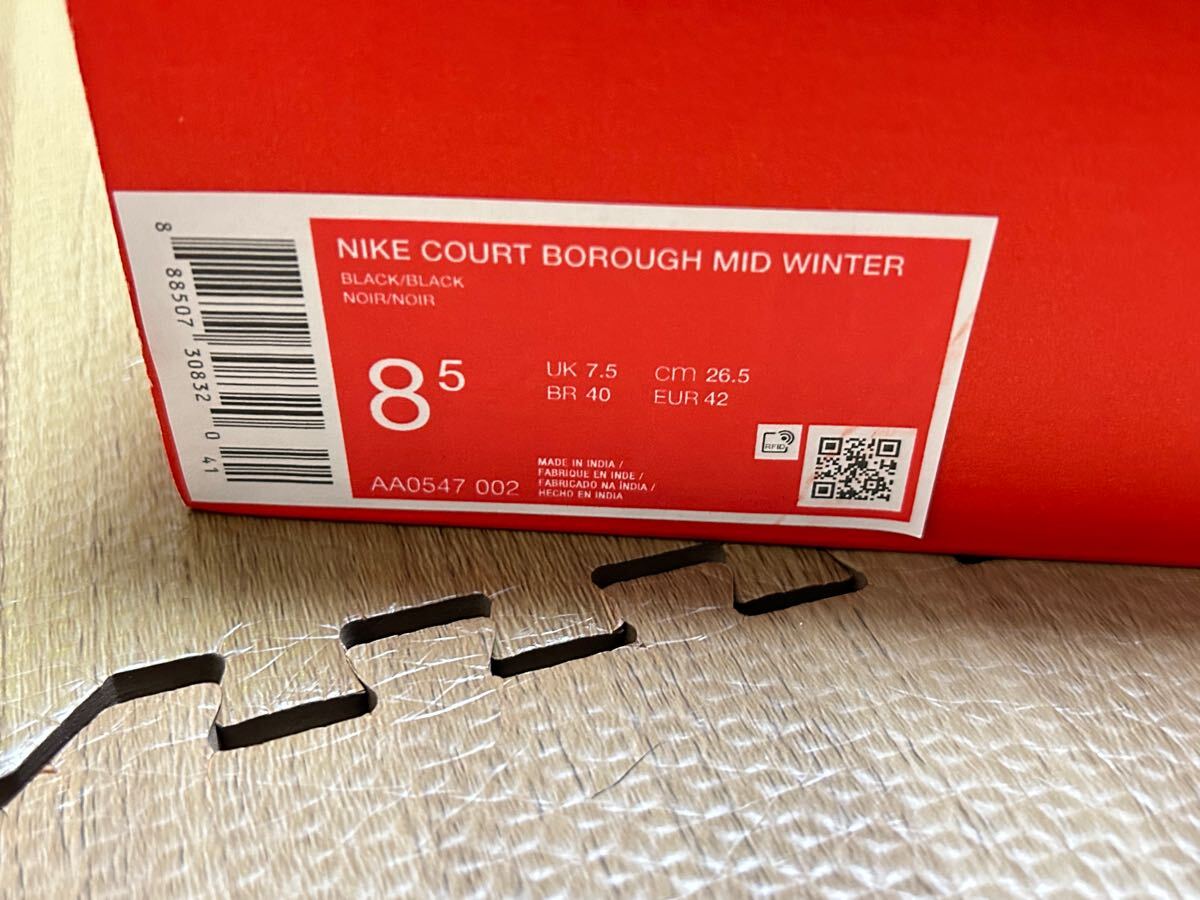 NIKE COURT BOROUGH MID WINTER
BLACK/BLACK
NOIR/NOIR
8 5
UK 7.5 cm 26.5
BR 40 EUR 42
RFID
AA0547 002
MADE IN INDIA /
FABRIQUE EN INDE /
FABRICADO NA ÍNDIA /
HECHO EN INDIA
8 88507 30832 0 41